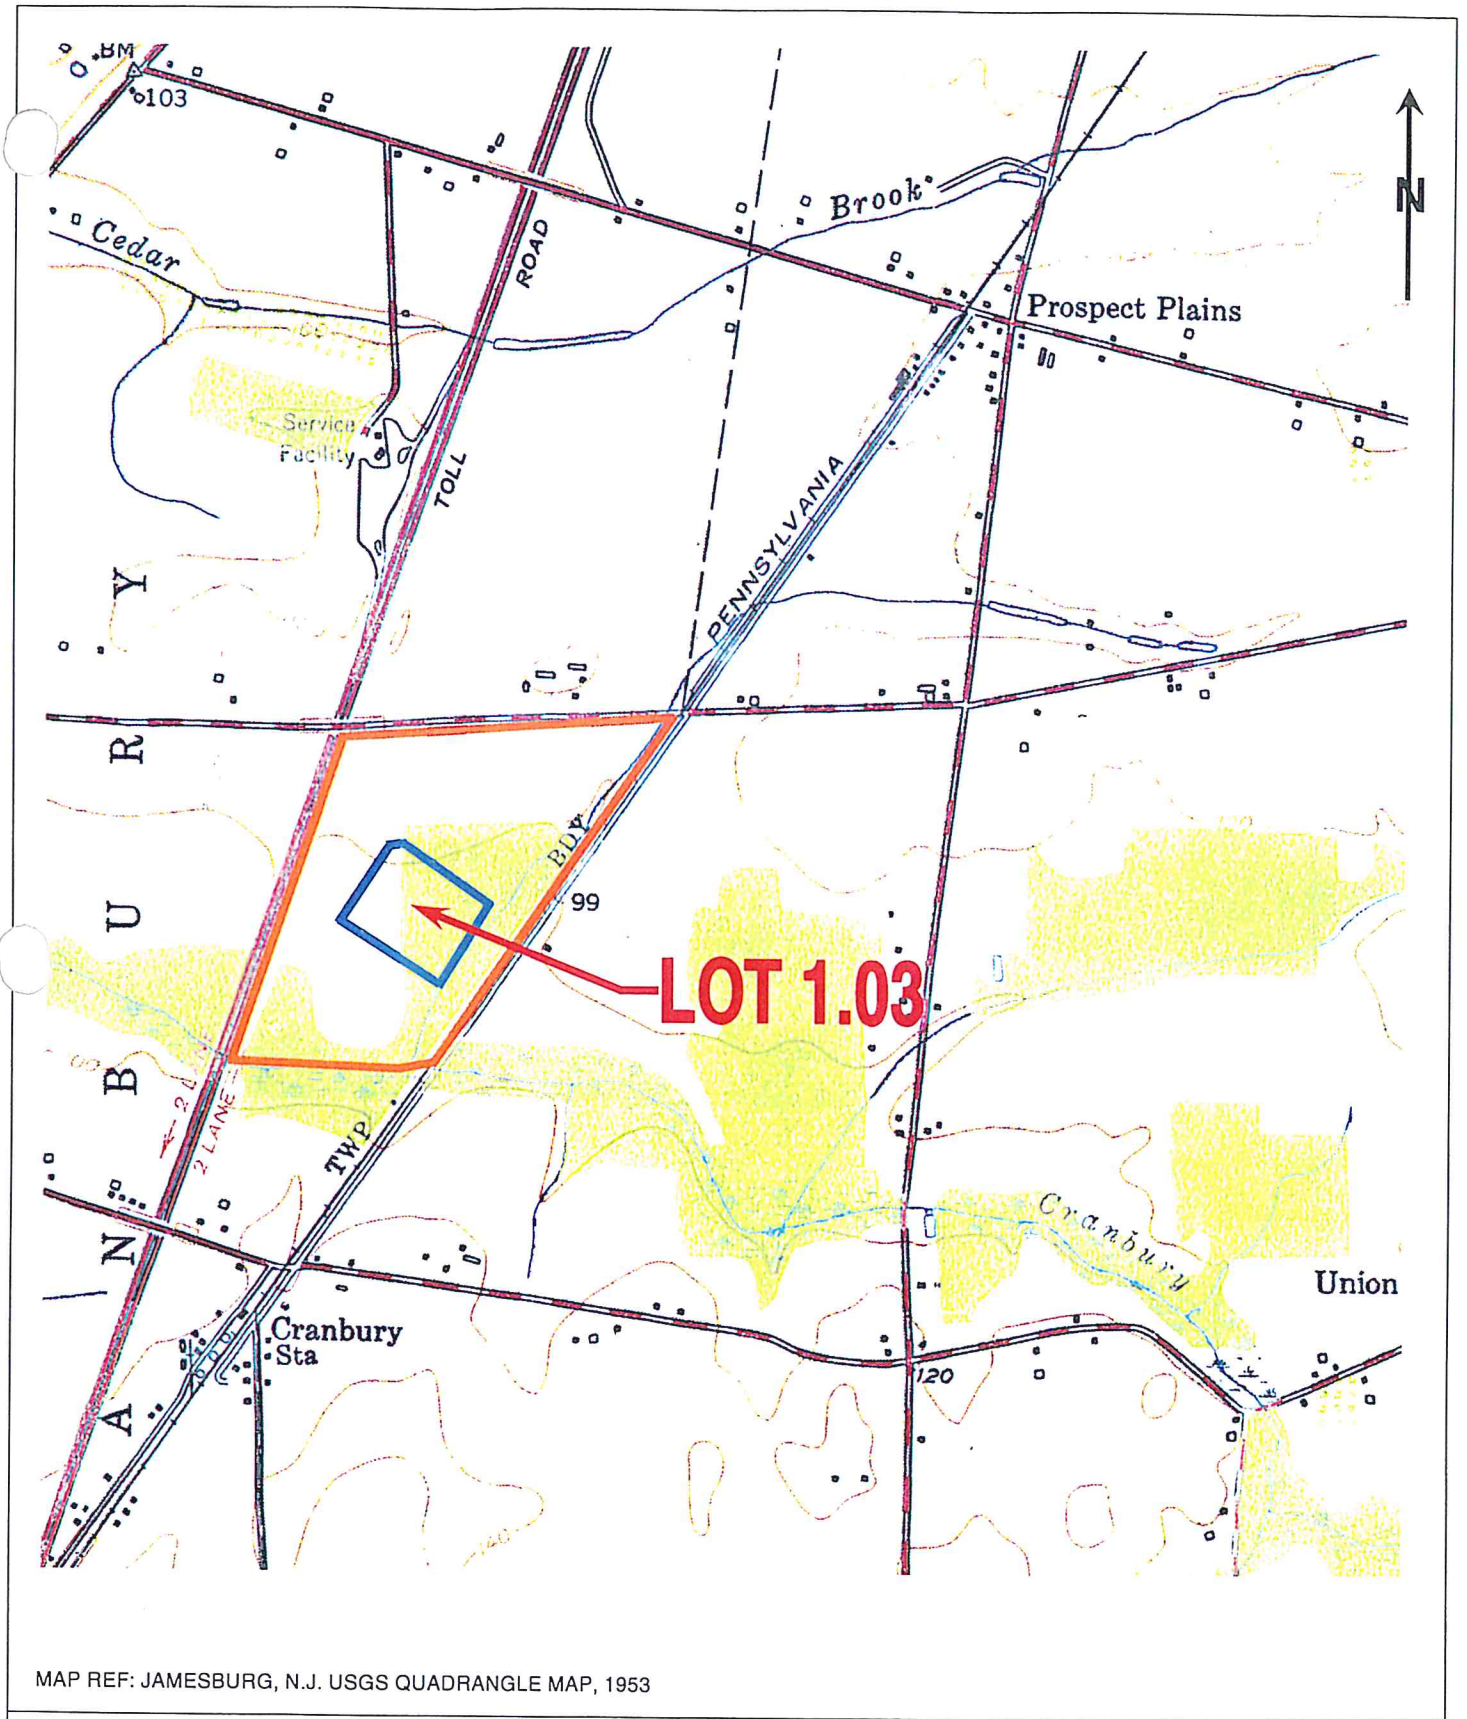 BM
103
N
Brook
Cedar
ROAD
Prospect Plains
Service
Facility
TOLL
PENNSYLVANIA
Y
R
BDY
99
U
LOT 1.03
B
2 LANE
TWP
N
Cranbury
Union
Cranbury
Sta
120
A
MAP REF: JAMESBURG, N.J. USGS QUADRANGLE MAP, 1953